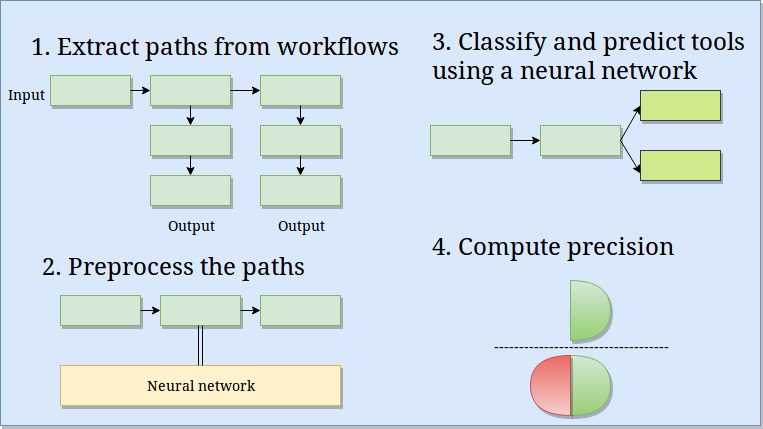 1. Extract paths from workflows
Input
Output
Output
2. Preprocess the paths
Neural network
3. Classify and predict tools
using a neural network
4. Compute precision